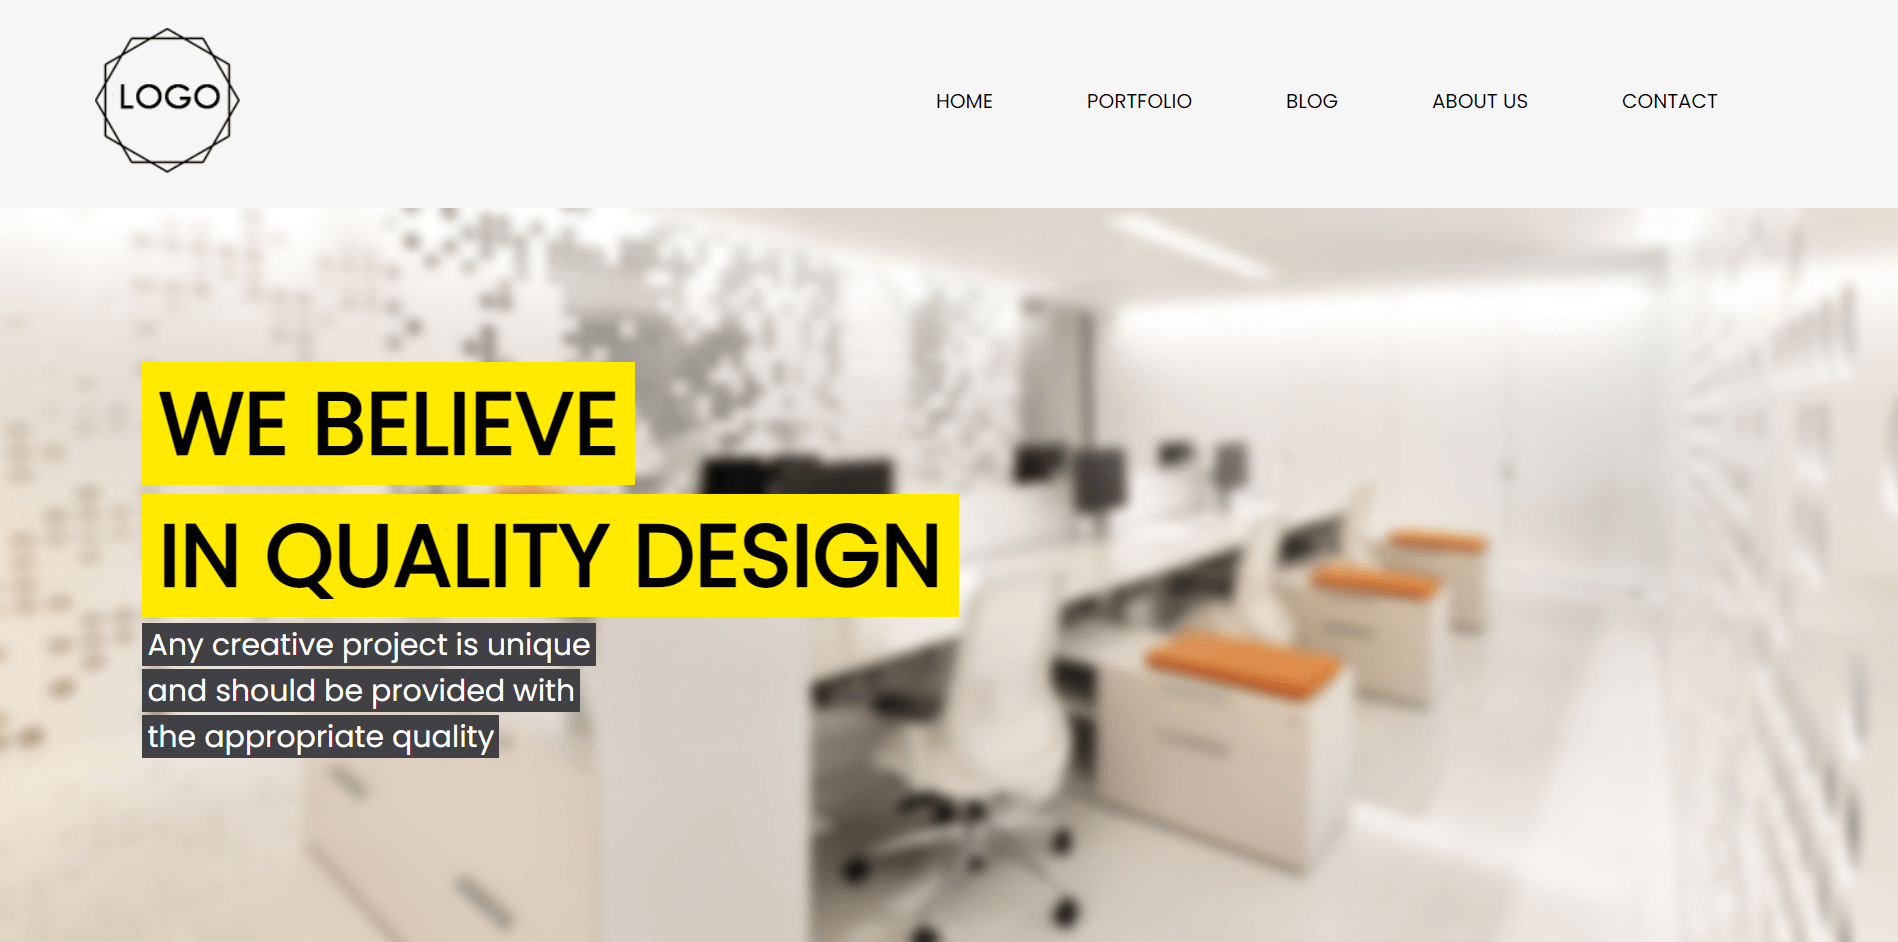 LOGO
HOME PORTFOLIO BLOG ABOUT US CONTACT
WE BELIEVE
IN QUALITY DESIGN
Any creative project is unique
and should be provided with
the appropriate quality